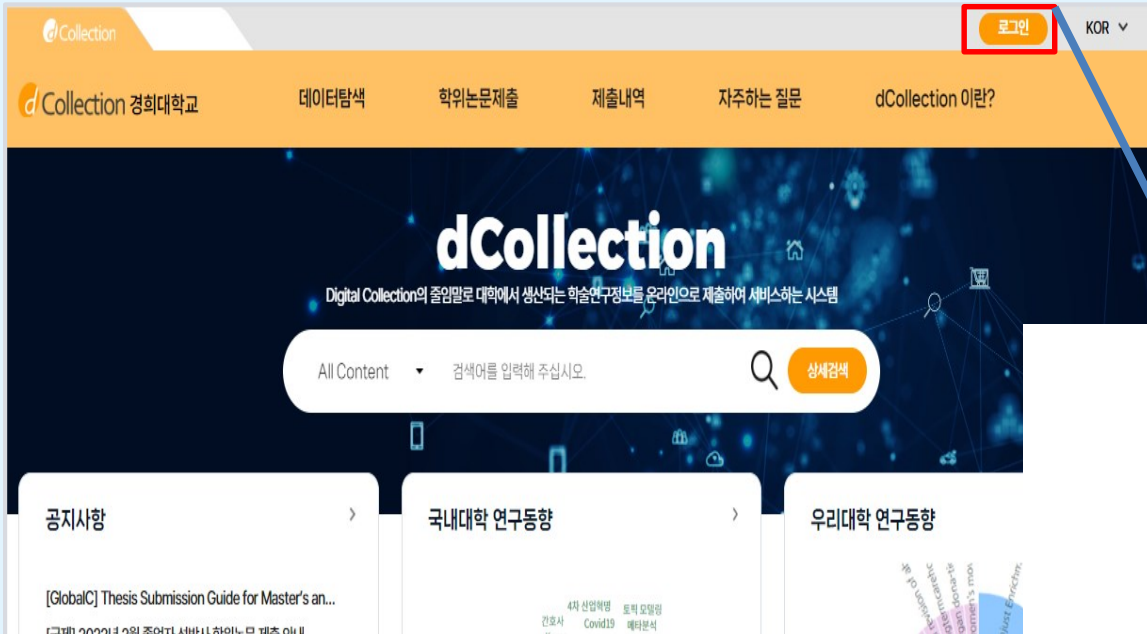 dCollection
로그인
KOR
dCollection 경희대학교
데이터탐색
학위논문제출
제출내역
자주하는 질문
dCollection 이란?
dCollection
Digital Collection의 줄임말로 대학에서 생산되는 학술연구정보를 온라인으로 제출하여 서비스하는 시스템
All Content
검색어를 입력해 주십시오.
상세검색
공지사항
[GlobalC] Thesis Submission Guide for Master's an...
국내대학 연구동향
4차 산업혁명
토픽 모델링
간호사
Covid19
메타분석
우리대학 연구동향